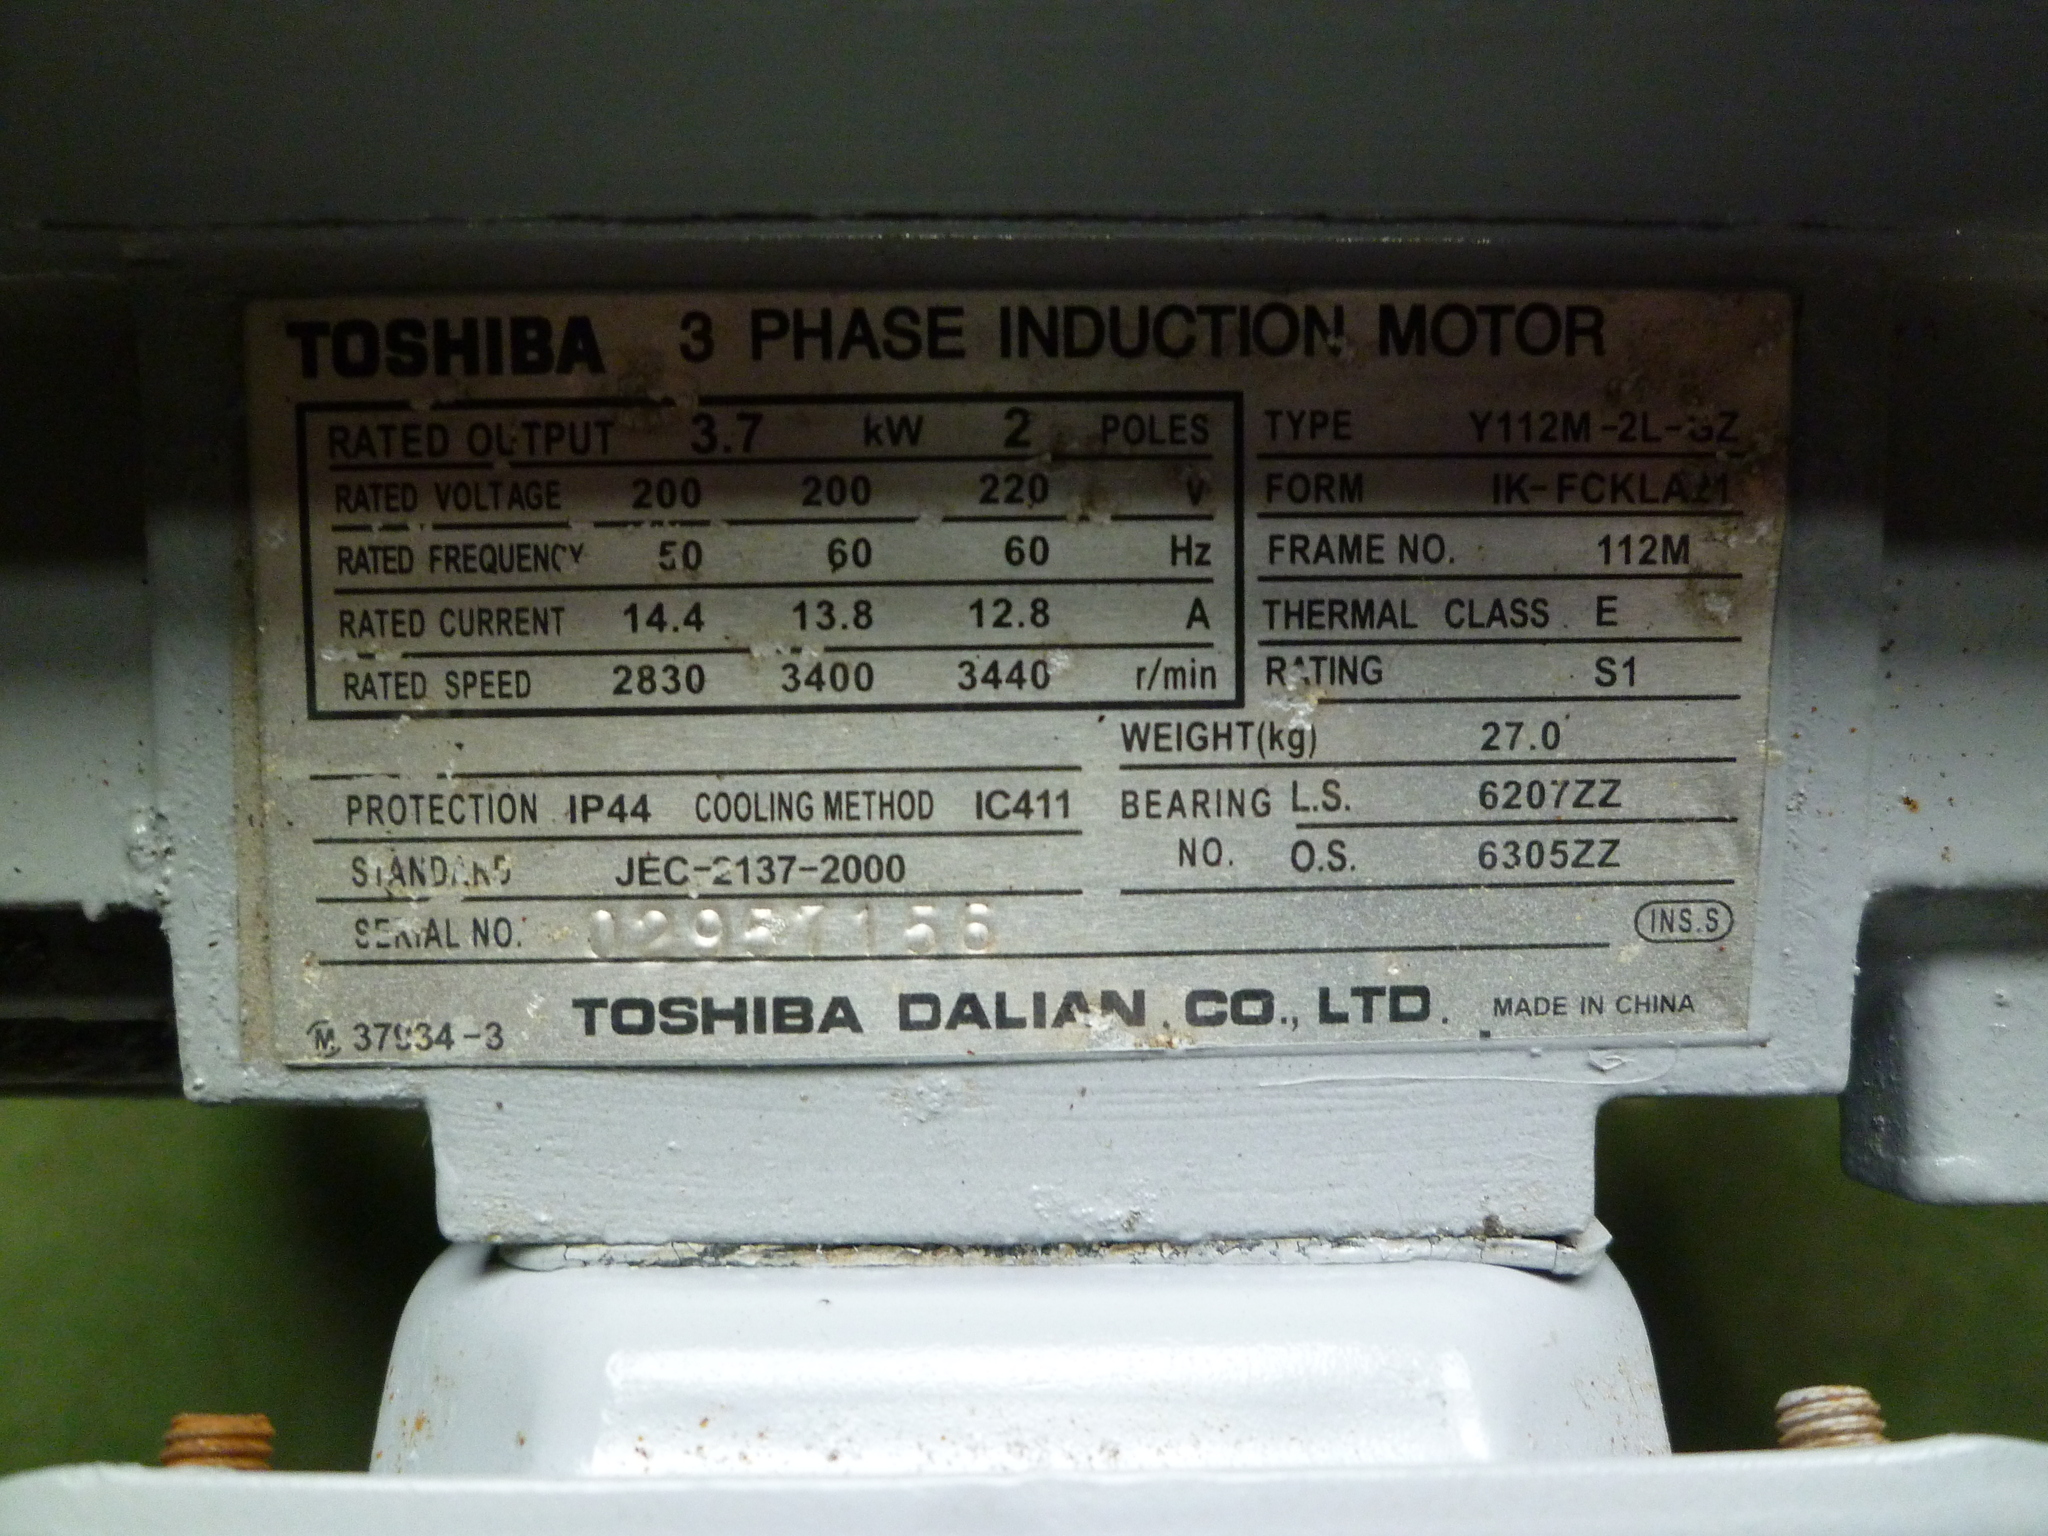 TOSHIBA 3 PHASE INDUCTION MOTOR
RATED OUTPUT 3.7 kW 2 POLES
RATED VOLTAGE 200 200 220 V
RATED FREQUENCY 50 60 60 Hz
RATED CURRENT 14.4 13.8 12.8 A
RATED SPEED 2830 3400 3440 r/min
TYPE
FORM
FRAME NO. 112M
THERMAL CLASS E
RATING S1
WEIGHT(kg) 27.0
PROTECTION IP44 COOLING METHOD IC411
BEARING L.S. 6207ZZ
NO. O.S. 6305ZZ
STANDARD JEC-2137-2000
SERIAL NO.
INS.S
TOSHIBA DALIAN CO., LTD. MADE IN CHINA